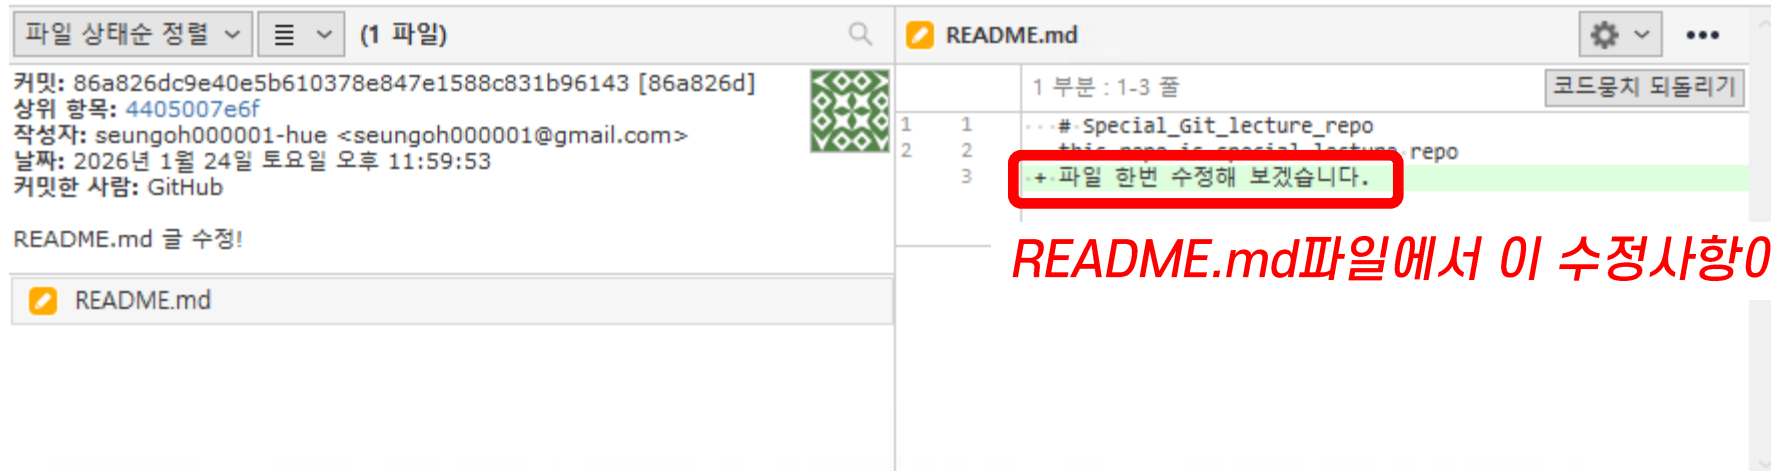 파일 상태순 정렬
(1 파일)
커밋: 86a826dc9e40e5b610378e847e1588c831b96143 [86a826d]
상위 항목: 4405007e6f
작성자: seungoh000001-hue <seungoh000001@gmail.com>
날짜: 2026년 1월 24일 토요일 오후 11:59:53
커밋한 사람: GitHub
README.md 글 수정!
README.md
README.md
1 부분 : 1-3 줄
코드뭉치 되돌리기
1 1 # Special_Git_lecture_repo
2 2 this repo is special lecture repo
3 + 파일 한번 수정해 보겠습니다.
README.md파일에서 이 수정사항이